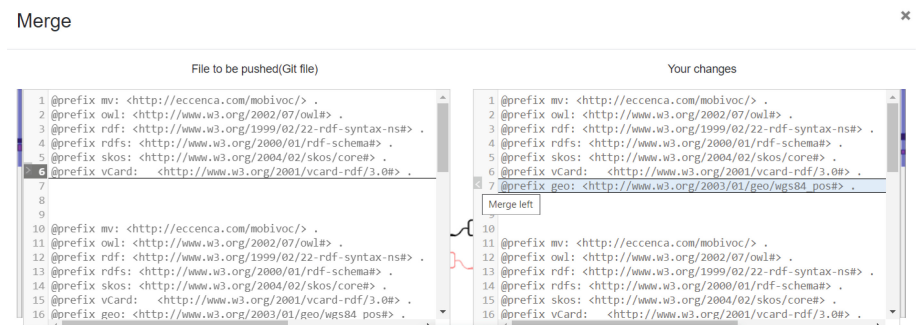 Merge
×
File to be pushed(Git file)
Your changes
1 @prefix mv: <http://eccenca.com/mobivoc/> .
2 @prefix owl: <http://www.w3.org/2002/07/owl#> .
3 @prefix rdf: <http://www.w3.org/1999/02/22-rdf-syntax-ns#> .
4 @prefix rdfs: <http://www.w3.org/2000/01/rdf-schema#> .
5 @prefix skos: <http://www.w3.org/2004/02/skos/core#> .
6 @prefix vCard:   <http://www.w3.org/2001/vcard-rdf/3.0#> .
7
8
9
10 @prefix mv: <http://eccenca.com/mobivoc/> .
11 @prefix owl: <http://www.w3.org/2002/07/owl#> .
12 @prefix rdf: <http://www.w3.org/1999/02/22-rdf-syntax-ns#> .
13 @prefix rdfs: <http://www.w3.org/2000/01/rdf-schema#> .
14 @prefix skos: <http://www.w3.org/2004/02/skos/core#> .
15 @prefix vCard:   <http://www.w3.org/2001/vcard-rdf/3.0#> .
16 @prefix geo: <http://www.w3.org/2003/01/geo/wgs84_pos#> .
1 @prefix mv: <http://eccenca.com/mobivoc/> .
2 @prefix owl: <http://www.w3.org/2002/07/owl#> .
3 @prefix rdf: <http://www.w3.org/1999/02/22-rdf-syntax-ns#> .
4 @prefix rdfs: <http://www.w3.org/2000/01/rdf-schema#> .
5 @prefix skos: <http://www.w3.org/2004/02/skos/core#> .
6 @prefix vCard:   <http://www.w3.org/2001/vcard-rdf/3.0#> .
7 @prefix geo: <http://www.w3.org/2003/01/geo/wgs84_pos#> .
Merge left
9
10
11 @prefix mv: <http://eccenca.com/mobivoc/> .
12 @prefix owl: <http://www.w3.org/2002/07/owl#> .
13 @prefix rdf: <http://www.w3.org/1999/02/22-rdf-syntax-ns#> .
14 @prefix rdfs: <http://www.w3.org/2000/01/rdf-schema#> .
15 @prefix skos: <http://www.w3.org/2004/02/skos/core#> .
16 @prefix vCard:   <http://www.w3.org/2001/vcard-rdf/3.0#> .